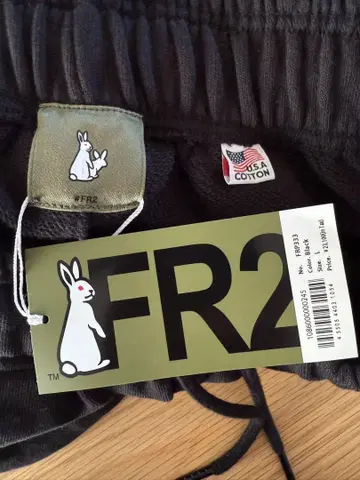 #FR2
U.S.A
COTTON
FR2
TM
No. FRP333
Color. Black
Size. L
1086000000245